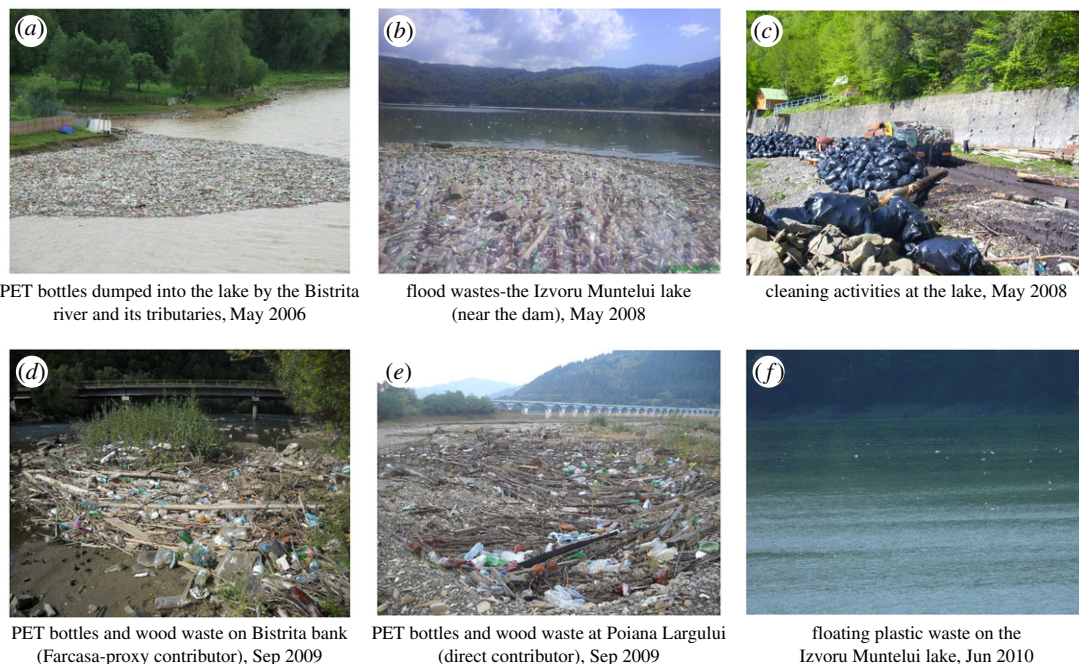 (a)
(b)
(c)
PET bottles dumped into the lake by the Bistrita
river and its tributaries, May 2006
flood wastes-the Izvoru Muntelui lake
(near the dam), May 2008
cleaning activities at the lake, May 2008
(d)
(e)
(f)
PET bottles and wood waste on Bistrita bank
(Farcasa-proxy contributor), Sep 2009
PET bottles and wood waste at Poiana Largului
(direct contributor), Sep 2009
floating plastic waste on the
Izvoru Muntelui lake, Jun 2010